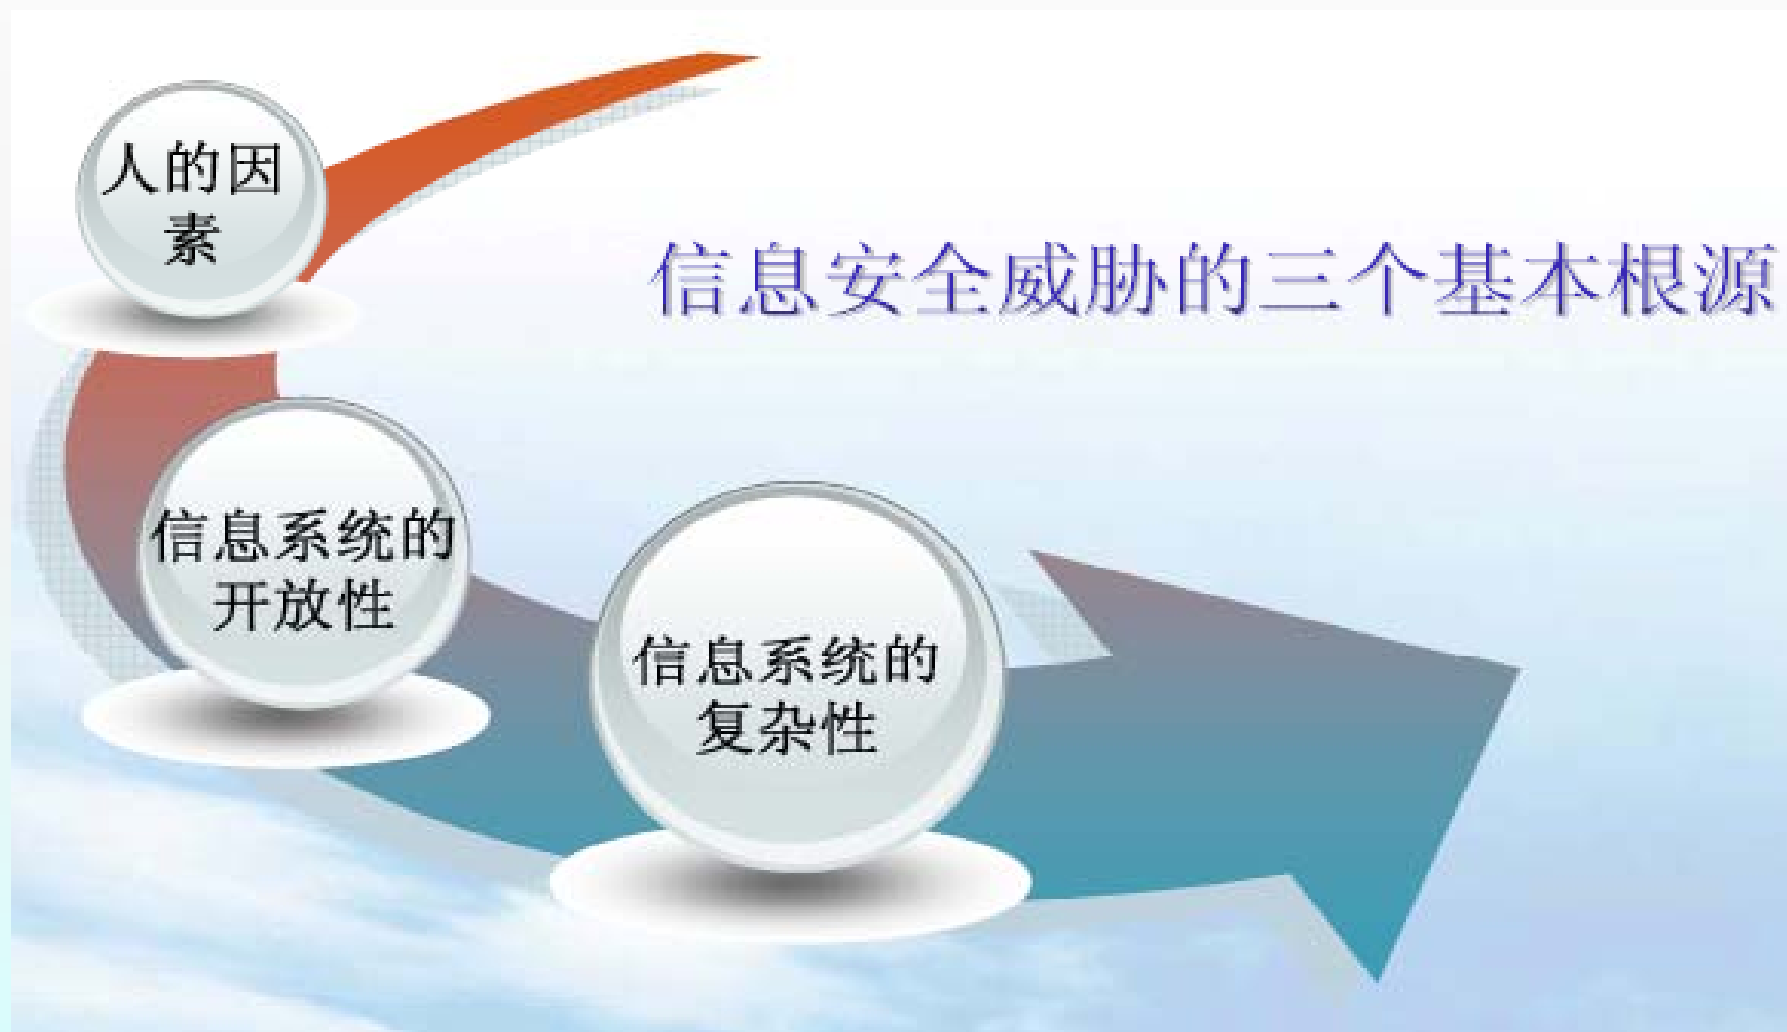 人的因
素
信息安全威胁的三个基本根源
信息系统的
开放性
信息系统的
复杂性